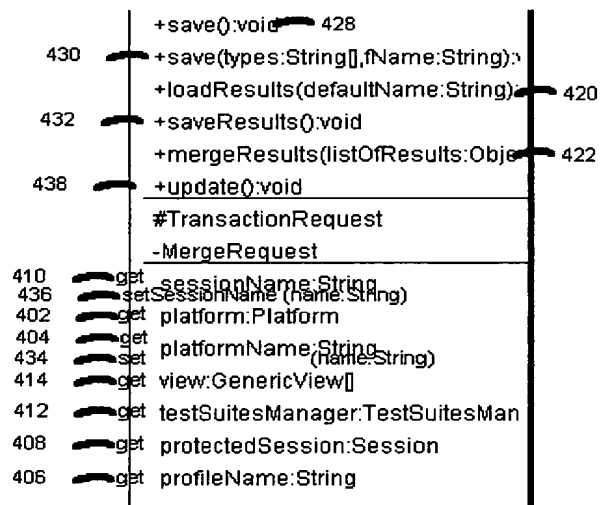 +save():void 428
430 +save(types:String[],fName:String):
+loadResults(defaultName:String): 420
432 +saveResults():void
+mergeResults(listOfResults:Obje 422
438 +update():void
#TransactionRequest
-MergeRequest
410 get sessionName:String
436 setSessionName (name:String)
402 get platform:Platform
404 get platformName:String
434 set (name:String)
414 get view:GenericView[]
412 get testSuitesManager:TestSuitesMan
408 get protectedSession:Session
406 get profileName:String